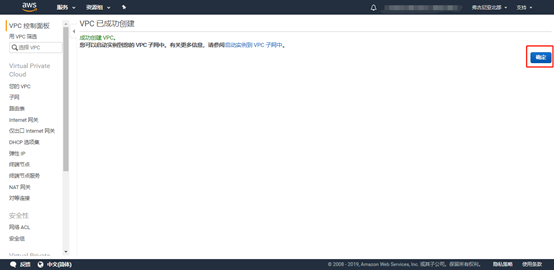 aws 服务 资源组 弗吉尼亚北部 支持
VPC 控制面板
用 VPC 筛选
选择 VPC
Virtual Private
Cloud
您的 VPC
子网
路由表
Internet 网关
仅出口 Internet 网关
DHCP 选项集
弹性 IP
终端节点
终端节点服务
NAT 网关
对等连接
安全性
网络 ACL
安全组
Virtual Private
VPC 已成功创建
成功创建 VPC。
您可以启动实例到您的 VPC 子网中。有关更多信息，请参阅启动实例到 VPC 子网中。
确定
反馈 中文(简体) © 2008 - 2019, Amazon Web Services, Inc. 或其子公司。保留所有权利。 隐私策略 使用条款